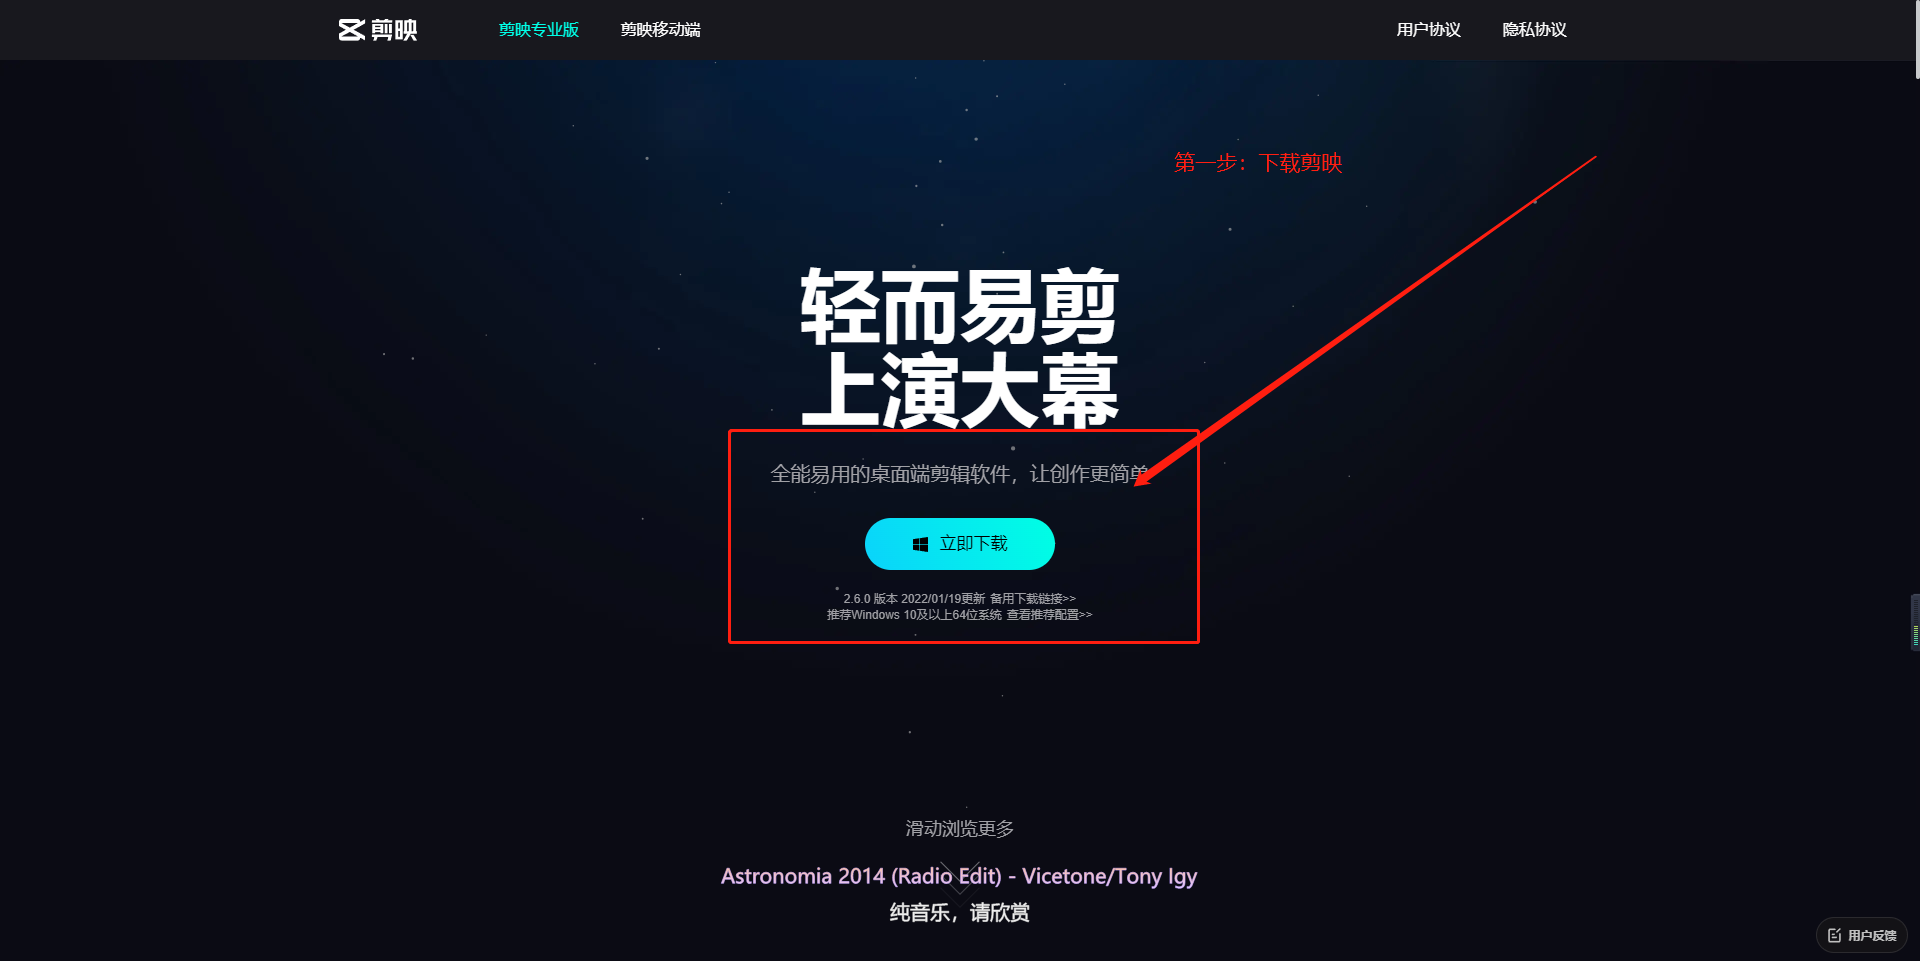 剪映
剪映专业版
剪映移动端
用户协议
隐私协议
第一步：下载剪映
轻而易剪
上演大幕
全能易用的桌面端剪辑软件，让创作更简单
立即下载
2.6.0 版本 2022/01/19更新 备用下载链接>>
推荐Windows 10及以上64位系统 查看推荐配置>>
滑动浏览更多
Astronomia 2014 (Radio Edit) - Vicetone/Tony Igy
纯音乐，请欣赏
用户反馈